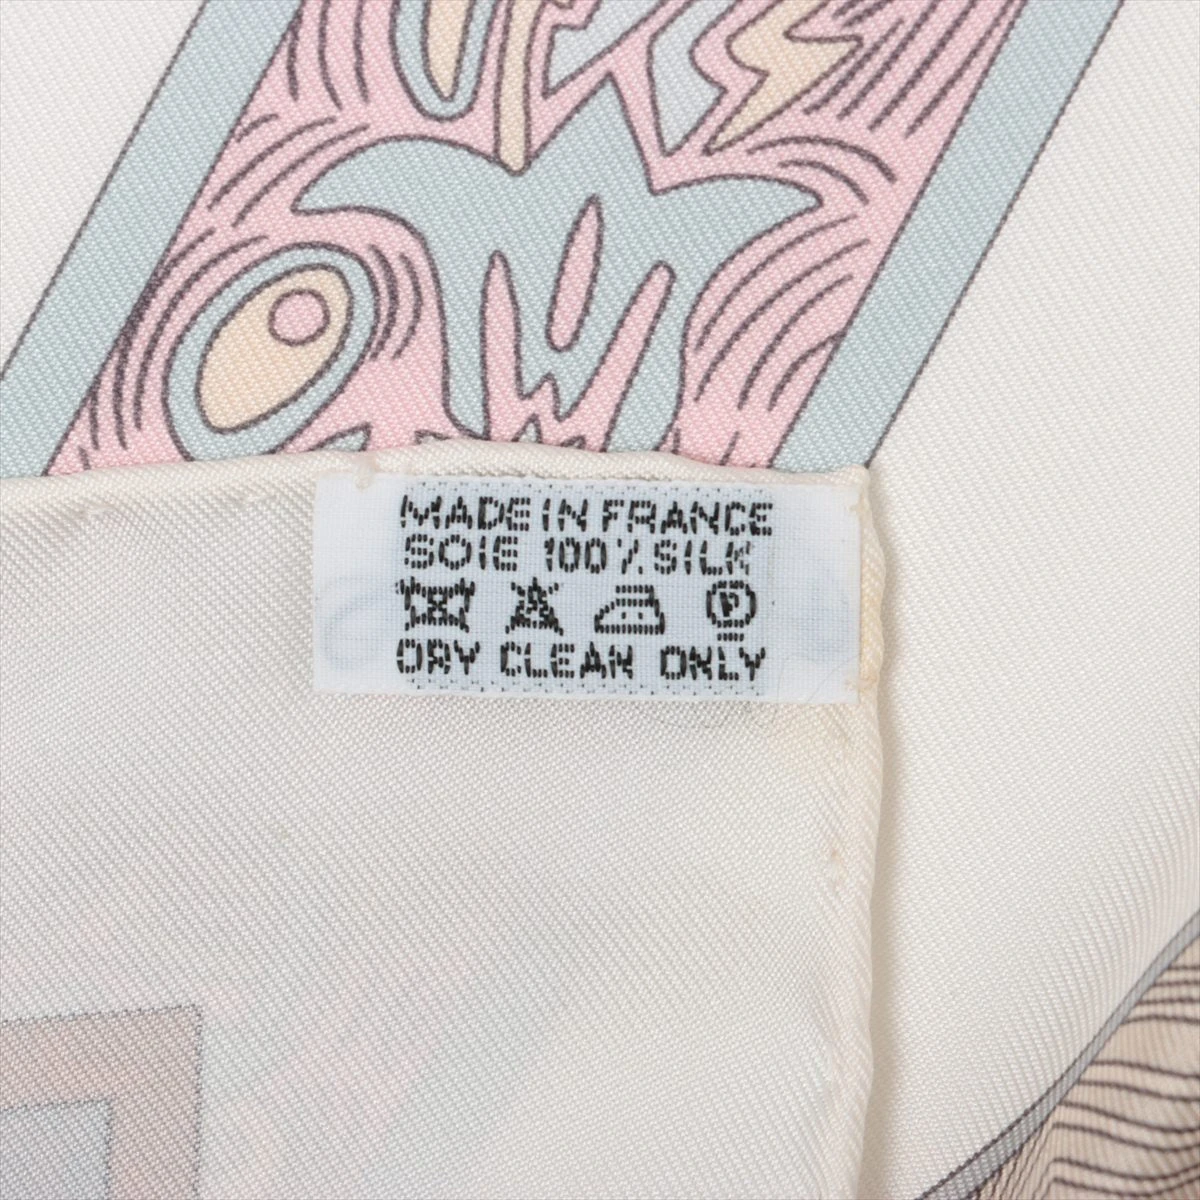 MADE IN FRANCE
SOIE 100% SILK
P
DRY CLEAN ONLY